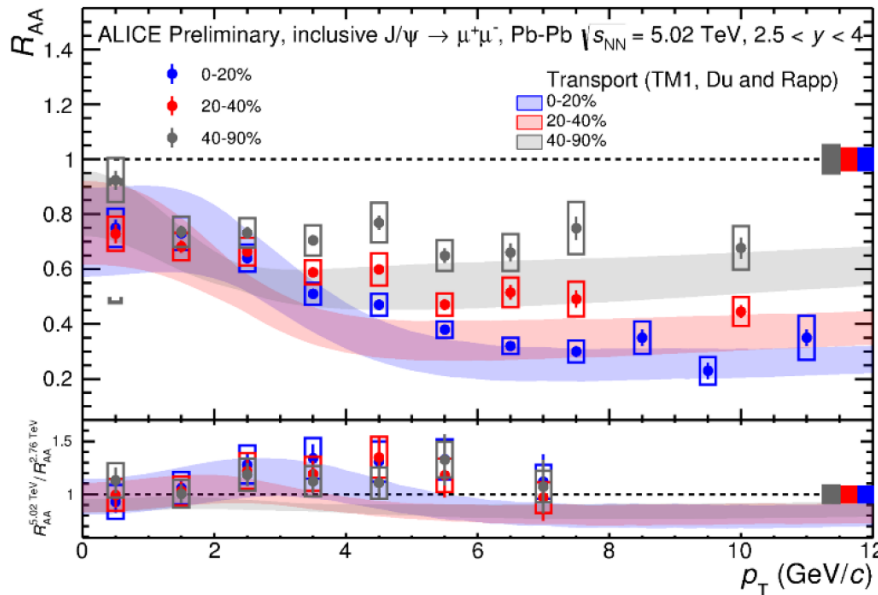 ALICE Preliminary, inclusive J/ψ → μ⁺μ⁻, Pb-Pb √s_NN = 5.02 TeV, 2.5 < y < 4
0-20%
20-40%
40-90%
Transport (TM1, Du and Rapp)
0-20%
20-40%
40-90%
R_AA
1.4
1.2
1
0.8
0.6
0.4
0.2
R_AA^5.02 TeV / R_AA^2.76 TeV
1.5
1
0 2 4 6 8 10 12
p_T (GeV/c)